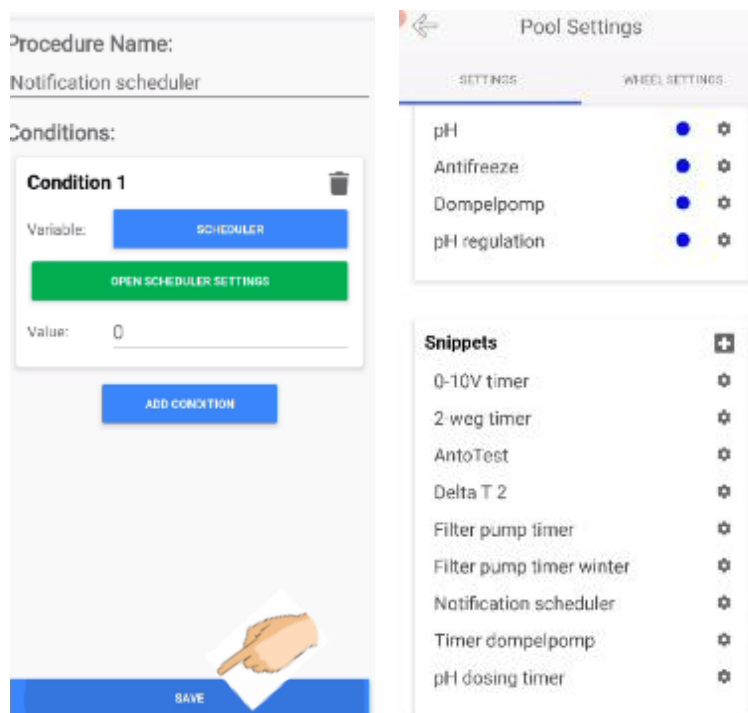 Procedure Name:
Notification scheduler
Conditions:
Condition 1
Variable:
SCHEDULER
OPEN SCHEDULER SETTINGS
Value: 0
ADD CONDITION
SAVE
Pool Settings
SETTINGS
WHEEL SETTINGS
pH
Antifreeze
Dompelpomp
pH regulation
Snippets
0-10V timer
2-weg timer
AntoTest
Delta T 2
Filter pump timer
Filter pump timer winter
Notification scheduler
Timer dompelpomp
pH dosing timer